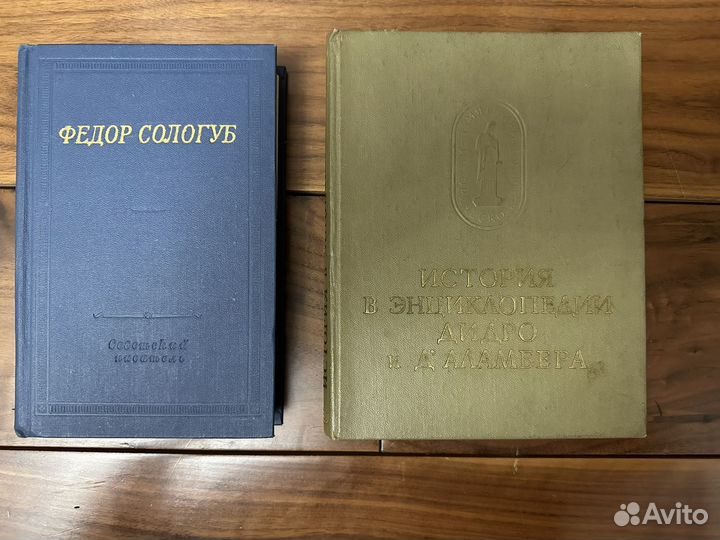 ФЕДОР СОЛОГУБ
Советский
писатель
ИСТОРИЯ
В ЭНЦИКЛОПЕДИИ
ДИДРО
и Д'АЛАМБЕРА
Avito